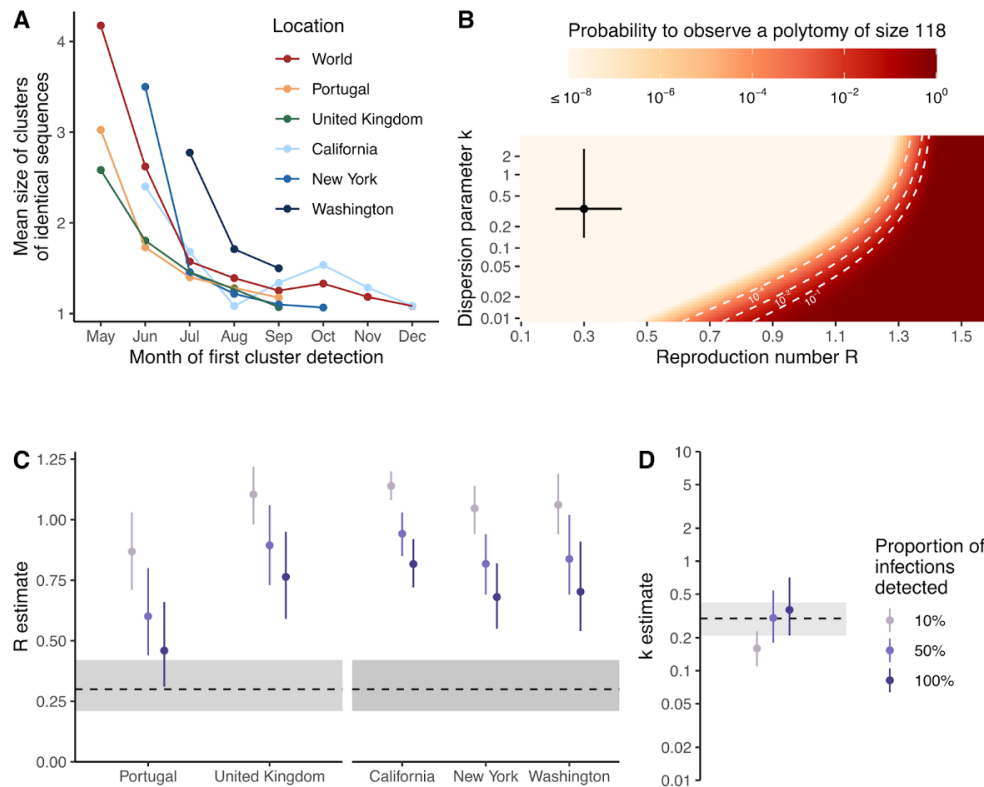 A
Location
World
Portugal
United Kingdom
California
New York
Washington
Mean size of clusters
of identical sequences
4
3
2
1
May Jun Jul Aug Sep Oct Nov Dec
Month of first cluster detection
B
Probability to observe a polytomy of size 118
≤ 10⁻⁸ 10⁻⁶ 10⁻⁴ 10⁻² 10⁰
Dispersion parameter k
2
1
0.5
0.2
0.1
0.05
0.02
0.01
10⁻² 10⁻¹
0.1 0.3 0.5 0.7 0.9 1.1 1.3 1.5
Reproduction number R
C
R estimate
1.25
1.00
0.75
0.50
0.25
0.00
Portugal United Kingdom California New York Washington
D
k estimate
10
5
2
1
0.5
0.2
0.1
0.05
0.02
0.01
Proportion of
infections
detected
10%
50%
100%